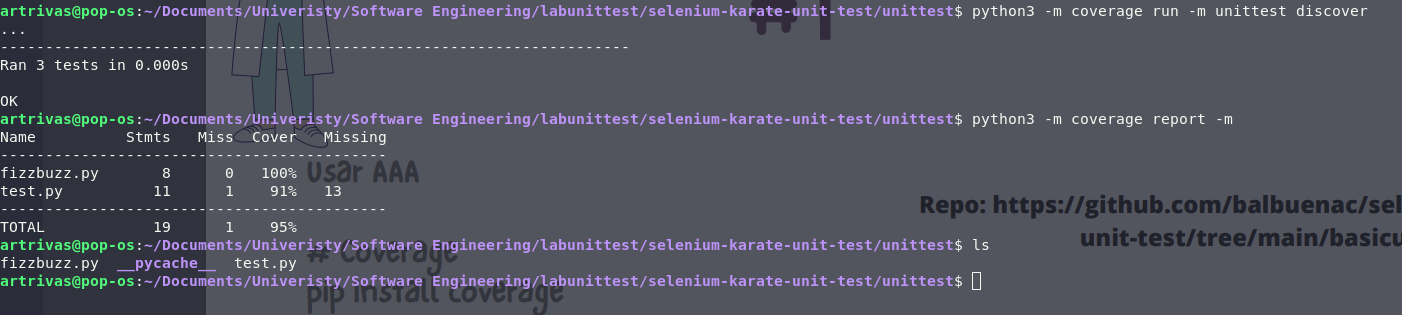 artrivas@pop-os:~/Documents/Univeristy/Software Engineering/labunittest/selenium-karate-unit-test/unittest$ python3 -m coverage run -m unittest discover
...
----------------------------------------------------------------------
Ran 3 tests in 0.000s
OK
artrivas@pop-os:~/Documents/Univeristy/Software Engineering/labunittest/selenium-karate-unit-test/unittest$ python3 -m coverage report -m
Name          Stmts   Miss  Cover   Missing
-------------------------------------------
fizzbuzz.py       8      0   100%
test.py          11      1    91%   13
-------------------------------------------
TOTAL            19      1    95%
artrivas@pop-os:~/Documents/Univeristy/Software Engineering/labunittest/selenium-karate-unit-test/unittest$ ls
fizzbuzz.py  __pycache__  test.py
artrivas@pop-os:~/Documents/Univeristy/Software Engineering/labunittest/selenium-karate-unit-test/unittest$
usar AAA
Repo: https://github.com/balbuenac/sel
unit-test/tree/main/basicu
# coverage
pip install coverage